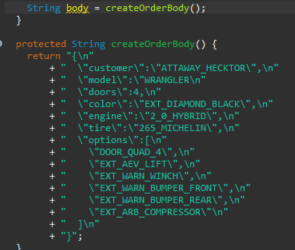 String body = createOrderBody();
}
protected String createOrderBody() {
return "{\n"
+ "  \"customer\":\"ATTAWAY_HECKTOR\",\n"
+ "  \"model\":\"WRANGLER\n"
+ "  \"doors\":4,\n"
+ "  \"color\":\"EXT_DIAMOND_BLACK\",\n"
+ "  \"engine\":\"2_0_HYBRID\",\n"
+ "  \"tire\":\"265_MICHELIN\",\n"
+ "  \"options\":[\n"
+ "    \"DOOR_QUAD_4\",\n"
+ "    \"EXT_AEV_LIFT\",\n"
+ "    \"EXT_WARN_WINCH\",\n"
+ "    \"EXT_WARN_BUMPER_FRONT\",\n"
+ "    \"EXT_WARN_BUMPER_REAR\",\n"
+ "    \"EXT_ARB_COMPRESSOR\"\n"
+ "  ]\n"
+ "}";
}